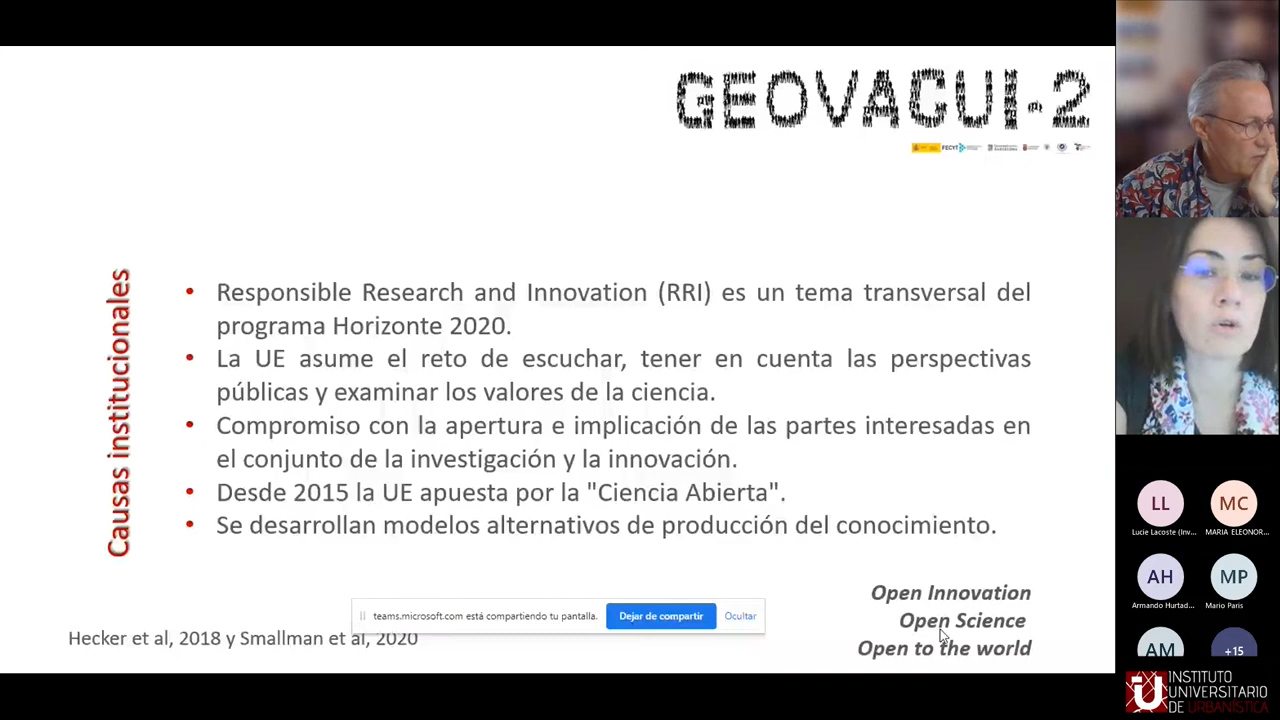 GEOVACUI-2
FECYT
Causas institucionales
• Responsible Research and Innovation (RRI) es un tema transversal del
programa Horizonte 2020.
• La UE asume el reto de escuchar, tener en cuenta las perspectivas
públicas y examinar los valores de la ciencia.
• Compromiso con la apertura e implicación de las partes interesadas en
el conjunto de la investigación y la innovación.
• Desde 2015 la UE apuesta por la "Ciencia Abierta".
• Se desarrollan modelos alternativos de producción del conocimiento.
Open Innovation
Open Science
Open to the world
teams.microsoft.com está compartiendo tu pantalla.
Dejar de compartir
Ocultar
Hecker et al, 2018 y Smallman et al, 2020
LL
Lucie Lacoste (Inv...
MC
MARIA ELEONOR...
AH
Armando Hurtad...
MP
Mario Paris
AM
+15
INSTITUTO
UNIVERSITARIO
DE URBANÍSTICA